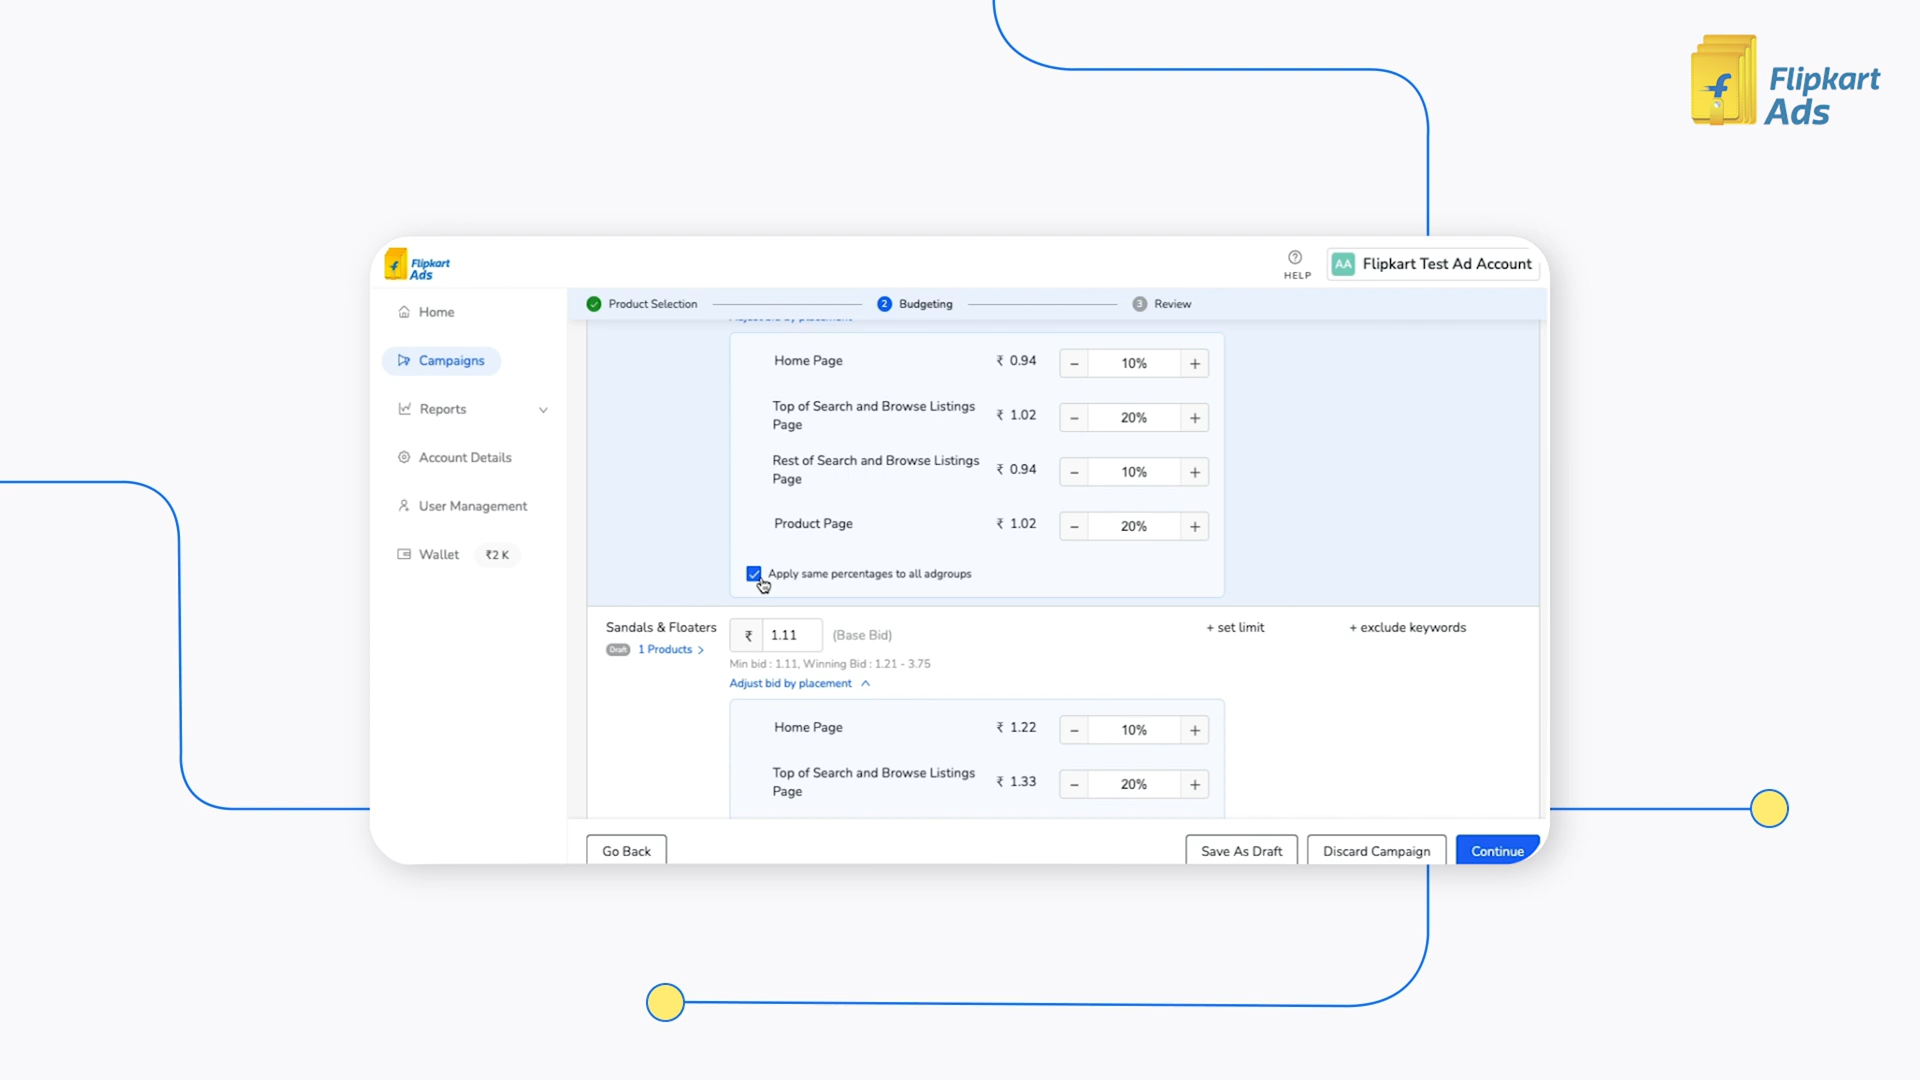 Flipkart
Ads
Flipkart
Ads
HELP
AA Flipkart Test Ad Account
Home
Campaigns
Reports
Account Details
User Management
Wallet ₹2 K
Product Selection 2 Budgeting 3 Review
Adjust bid by placement
Home Page ₹ 0.94 − 10% +
Top of Search and Browse Listings
Page ₹ 1.02 − 20% +
Rest of Search and Browse Listings
Page ₹ 0.94 − 10% +
Product Page ₹ 1.02 − 20% +
Apply same percentages to all adgroups
Sandals & Floaters ₹ 1.11 (Base Bid) + set limit + exclude keywords
Draft 1 Products >
Min bid : 1.11, Winning Bid : 1.21 - 3.75
Adjust bid by placement
Home Page ₹ 1.22 − 10% +
Top of Search and Browse Listings
Page ₹ 1.33 − 20% +
Go Back Save As Draft Discard Campaign Continue